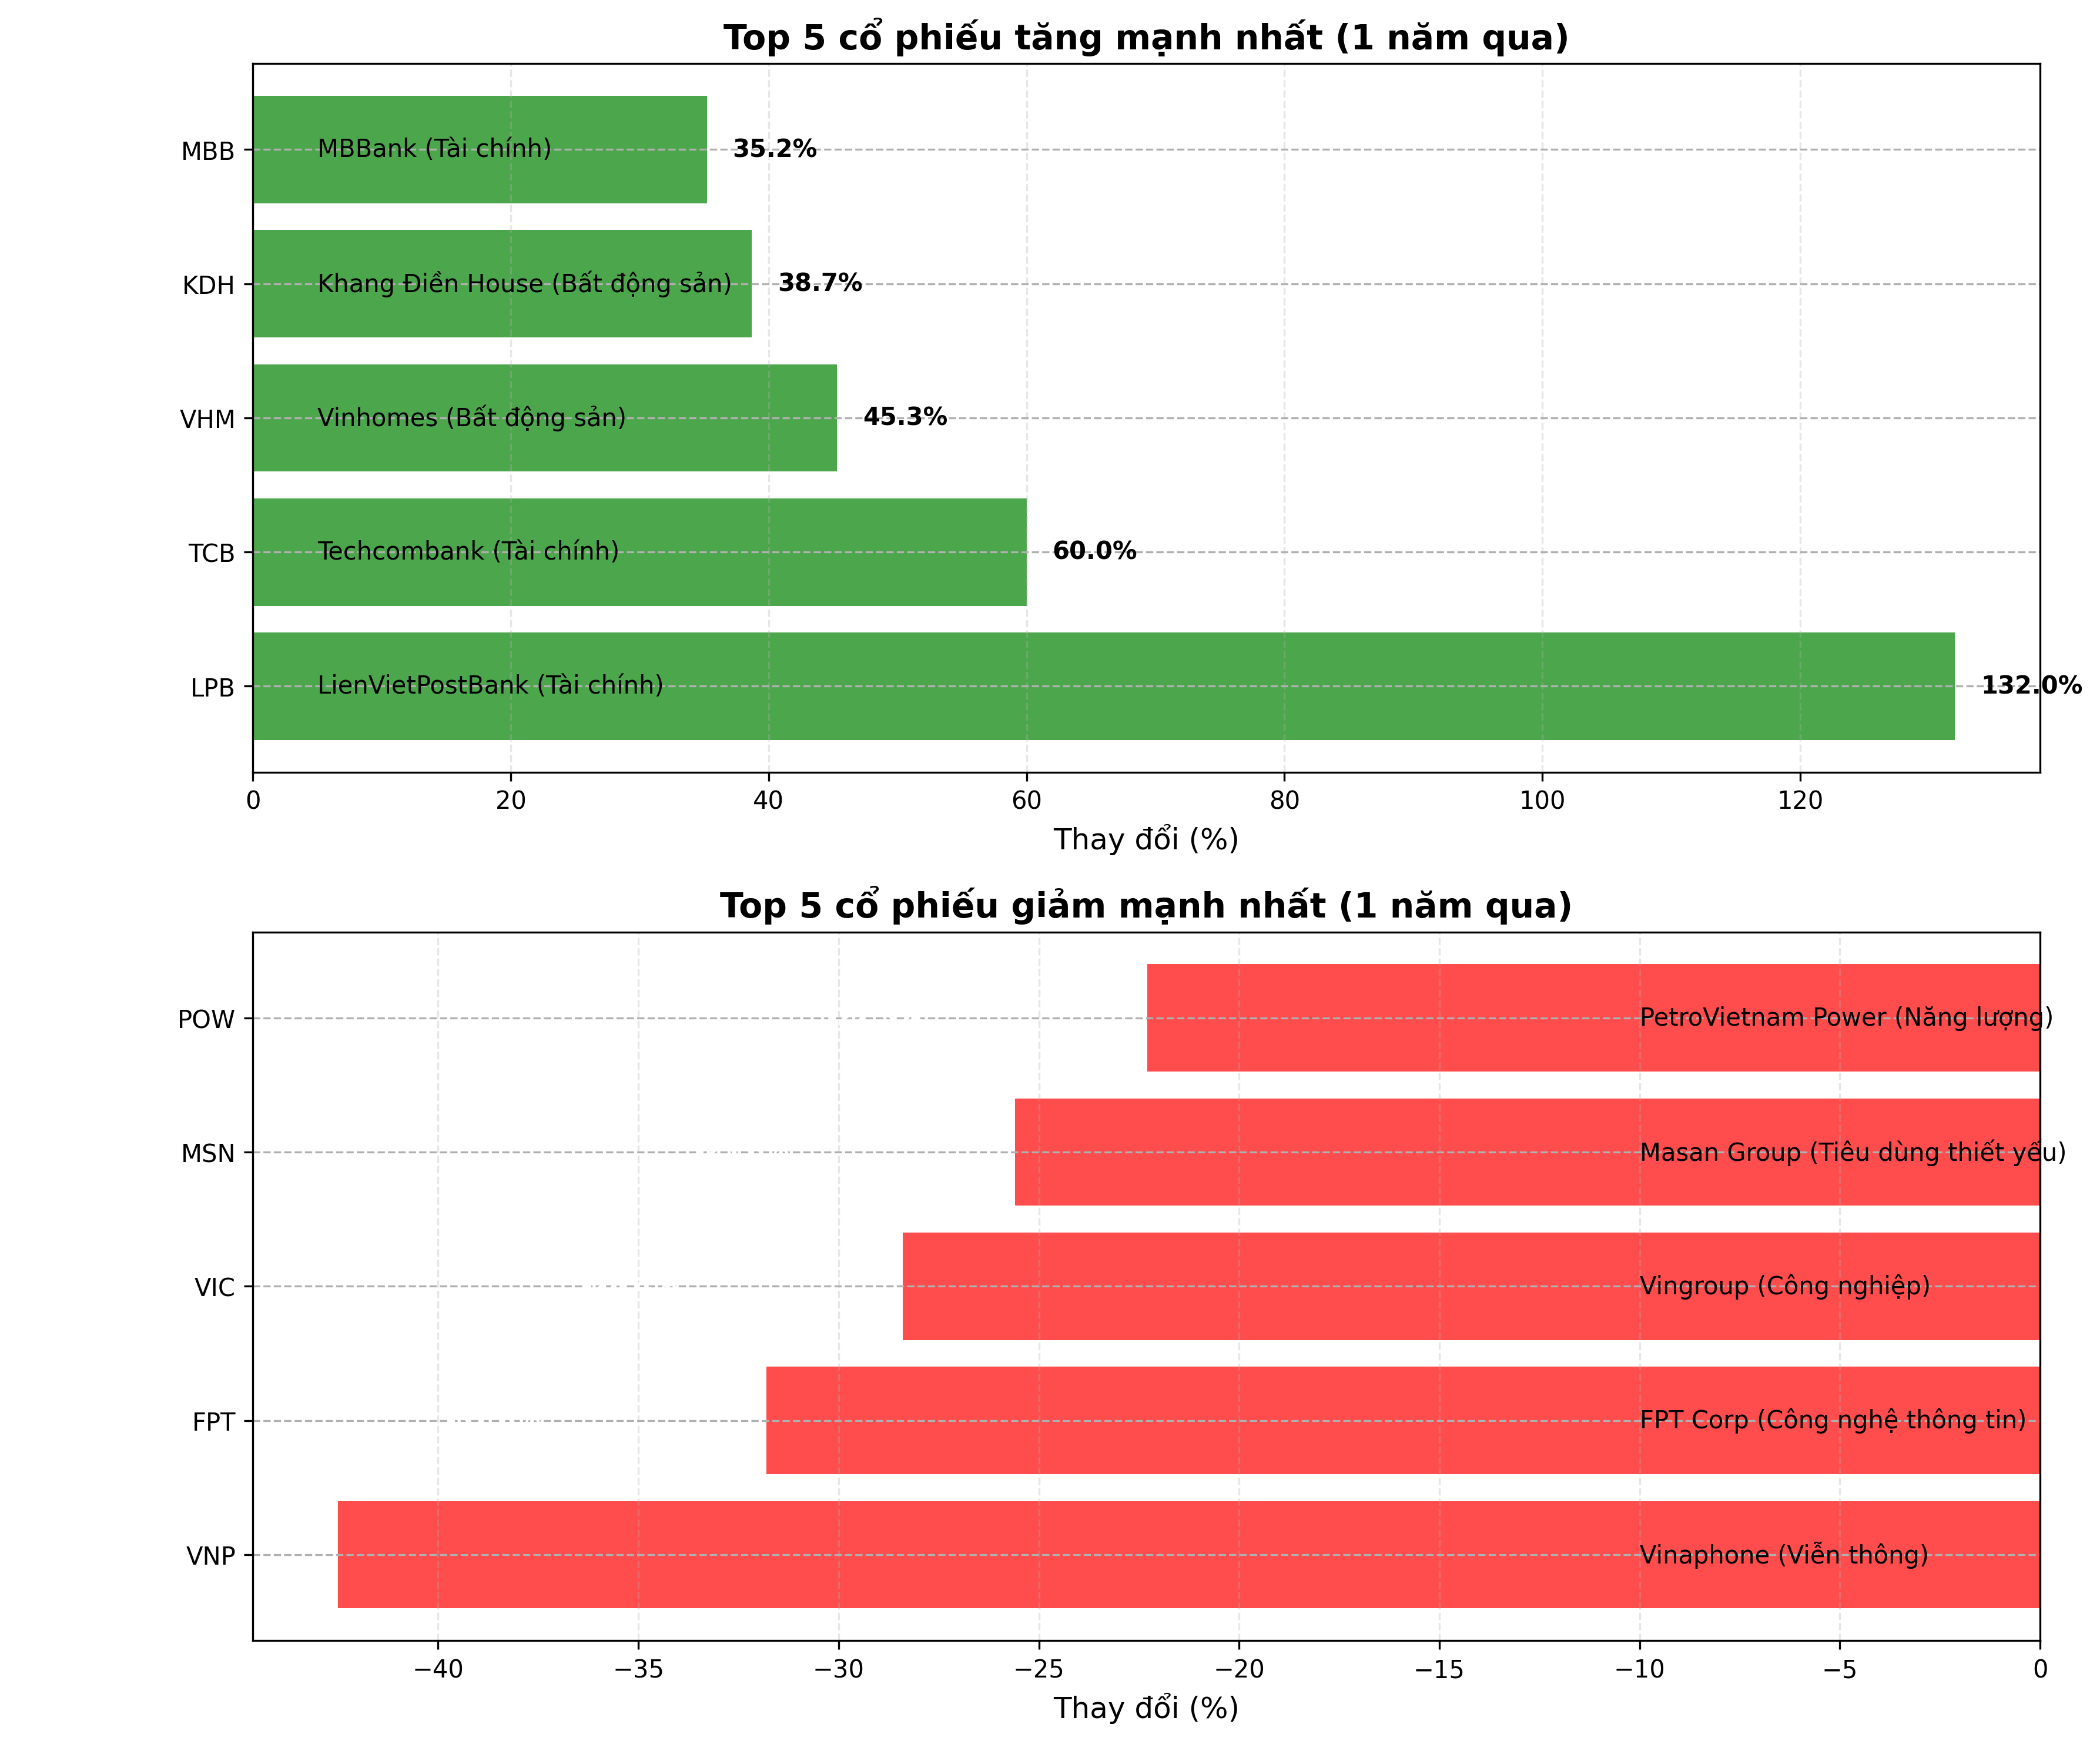 Top 5 cổ phiếu tăng mạnh nhất (1 năm qua)
MBB MBBank (Tài chính) 35.2%
KDH Khang Điền House (Bất động sản) 38.7%
VHM Vinhomes (Bất động sản) 45.3%
TCB Techcombank (Tài chính) 60.0%
LPB LienVietPostBank (Tài chính) 132.0%
0 20 40 60 80 100 120
Thay đổi (%)
Top 5 cổ phiếu giảm mạnh nhất (1 năm qua)
POW PetroVietnam Power (Năng lượng)
MSN Masan Group (Tiêu dùng thiết yếu)
VIC Vingroup (Công nghiệp)
FPT FPT Corp (Công nghệ thông tin)
VNP Vinaphone (Viễn thông)
−40 −35 −30 −25 −20 −15 −10 −5 0
Thay đổi (%)